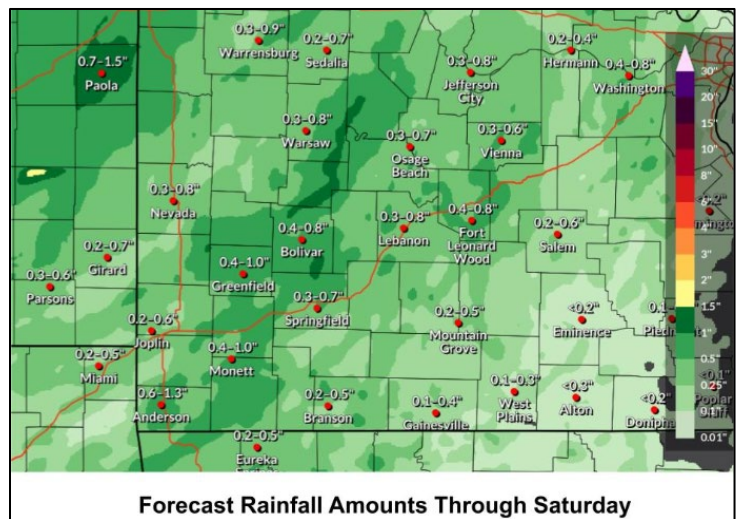 0.3–0.9"
Warrensburg
0.2–0.7"
Sedalia
0.2–0.4"
Hermann
0.7–1.5"
Paola
0.3–0.8"
Jefferson
City
0.4–0.8"
Washington
30"
20"
15"
10"
8"
6"
4"
3"
2"
1.5"
1"
0.5"
0.25"
0.1"
0.01"
0.3–0.8"
Warsaw
0.3–0.7"
Osage
Beach
0.3–0.6"
Vienna
0.3–0.8"
Nevada
0.4–0.8"
Bolivar
0.3–0.8"
Lebanon
0.4–0.8"
Fort
Leonard
Wood
0.2–0.6"
Salem
0.2–0.7"
Girard
0.3–0.6"
Parsons
0.4–1.0"
Greenfield
0.3–0.7"
Springfield
0.2–0.5"
Mountain
Grove
<0.2"
Eminence
0.2–0.6"
Joplin
0.2–0.5"
Miami
0.4–1.0"
Monett
0.6–1.3"
Anderson
0.2–0.5"
Branson
0.1–0.4"
Gainesville
0.1–0.3"
West
Plains
<0.3"
Alton
<0.2"
<0.1"
Poplar
0.2–0.5"
Eureka
Forecast Rainfall Amounts Through Saturday